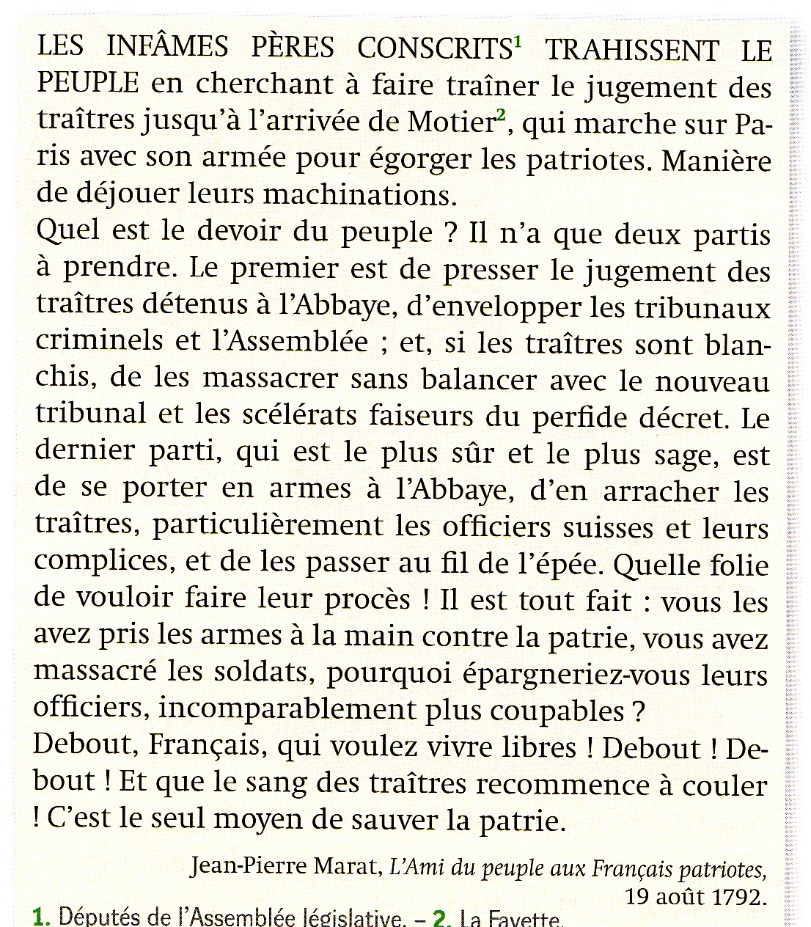 LES INFÂMES PÈRES CONSCRITS¹ TRAHISSENT LE
PEUPLE en cherchant à faire traîner le jugement des
traîtres jusqu'à l'arrivée de Motier², qui marche sur Pa-
ris avec son armée pour égorger les patriotes. Manière
de déjouer leurs machinations.
Quel est le devoir du peuple ? Il n'a que deux partis
à prendre. Le premier est de presser le jugement des
traîtres détenus à l'Abbaye, d'envelopper les tribunaux
criminels et l'Assemblée ; et, si les traîtres sont blan-
chis, de les massacrer sans balancer avec le nouveau
tribunal et les scélérats faiseurs du perfide décret. Le
dernier parti, qui est le plus sûr et le plus sage, est
de se porter en armes à l'Abbaye, d'en arracher les
traîtres, particulièrement les officiers suisses et leurs
complices, et de les passer au fil de l'épée. Quelle folie
de vouloir faire leur procès ! Il est tout fait : vous les
avez pris les armes à la main contre la patrie, vous avez
massacré les soldats, pourquoi épargneriez-vous leurs
officiers, incomparablement plus coupables ?
Debout, Français, qui voulez vivre libres ! Debout ! De-
bout ! Et que le sang des traîtres recommence à couler
! C'est le seul moyen de sauver la patrie.
Jean-Pierre Marat, L'Ami du peuple aux Français patriotes,
19 août 1792.
1. Députés de l'Assemblée législative. – 2. La Fayette.